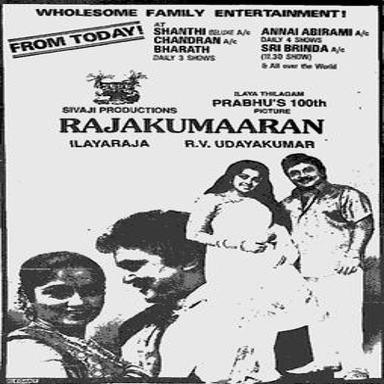 WHOLESOME FAMILY ENTERTAINMENT!
FROM TODAY!
AT
SHANTHI DELUXE A/c
CHANDRAN A/c
BHARATH
DAILY 3 SHOWS
ANNAI ABIRAMI A/c
DAILY 4 SHOWS
SRI BRINDA A/c
(11.30 SHOW)
& All over the World
SIVAJI PRODUCTIONS
ILAYA THILAGAM
PRABHU'S 100th
PICTURE
RAJAKUMAARAN
ILAYARAJA R.V. UDAYAKUMAR
ELEGANT